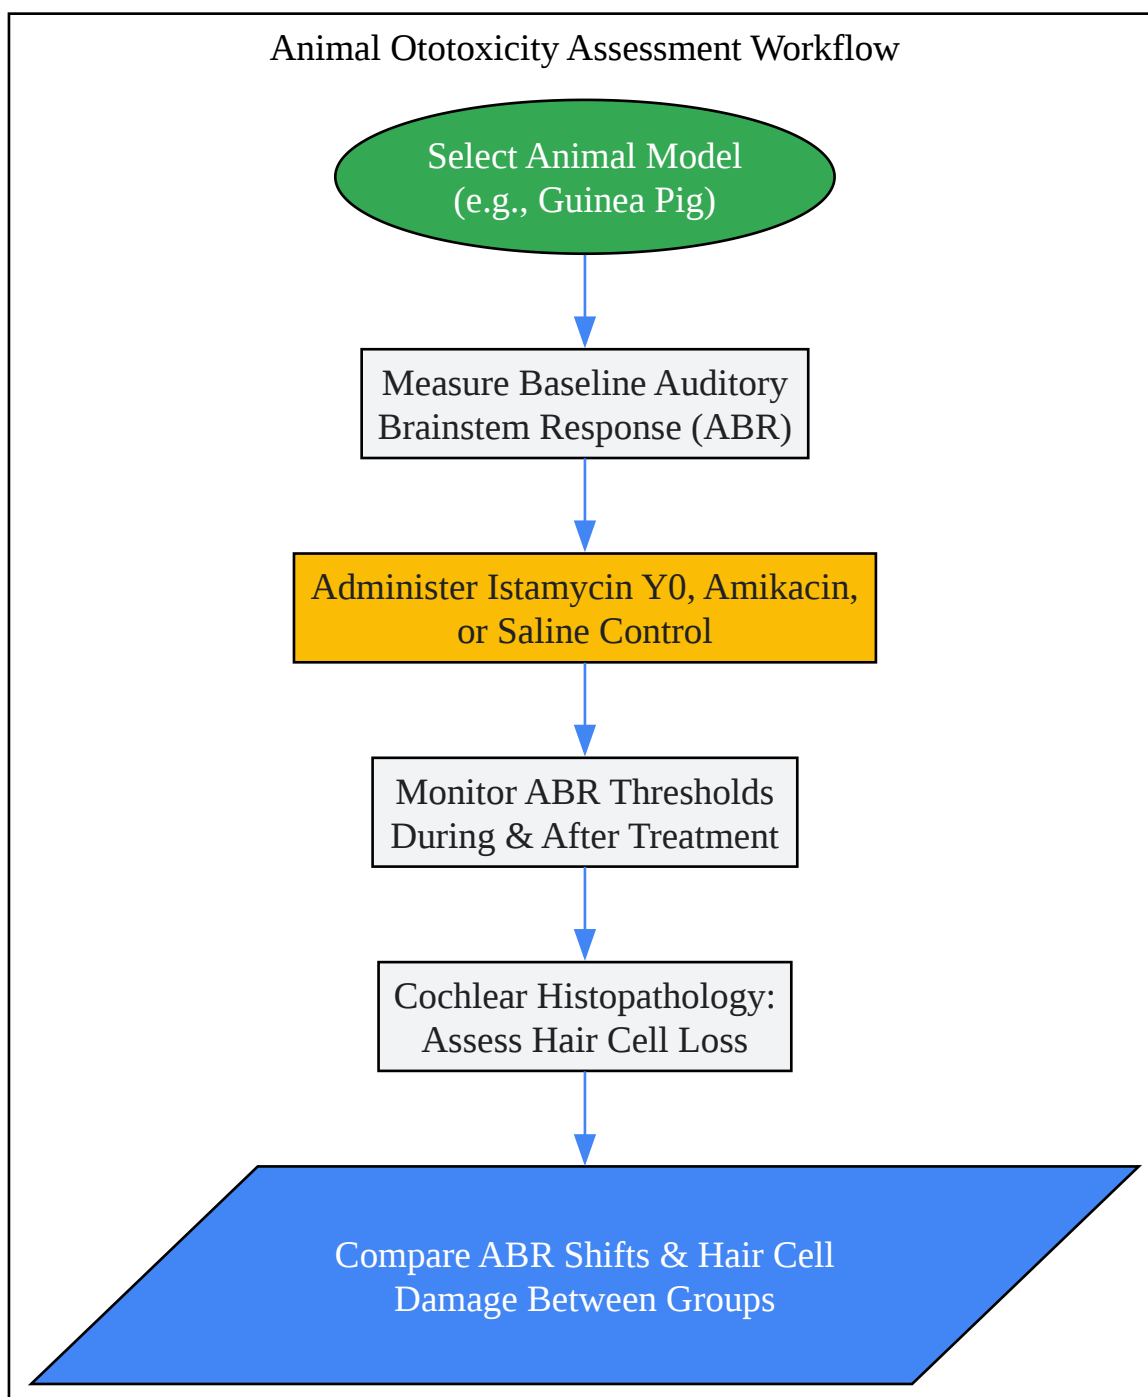 Animal Ototoxicity Assessment Workflow
Select Animal Model
(e.g., Guinea Pig)
Measure Baseline Auditory
Brainstem Response (ABR)
Administer Istamycin Y0, Amikacin,
or Saline Control
Monitor ABR Thresholds
During & After Treatment
Cochlear Histopathology:
Assess Hair Cell Loss
Compare ABR Shifts & Hair Cell
Damage Between Groups